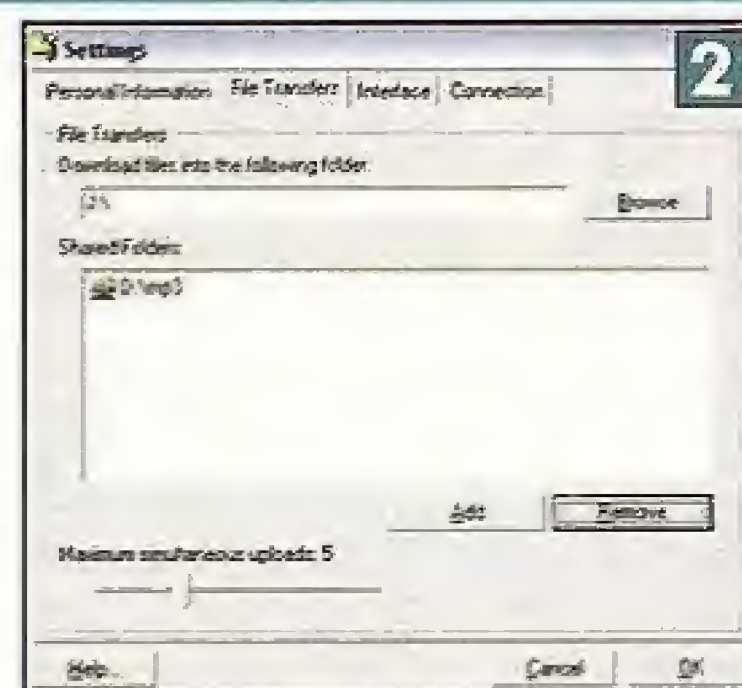 Settings
2
Personal Information File Transfers Interface Connection
File Transfers
Download files into the following folder:
Browse
Shared Folders:
D:\mp3
Add Remove
Maximum simultaneous uploads: 5
Help... Cancel OK